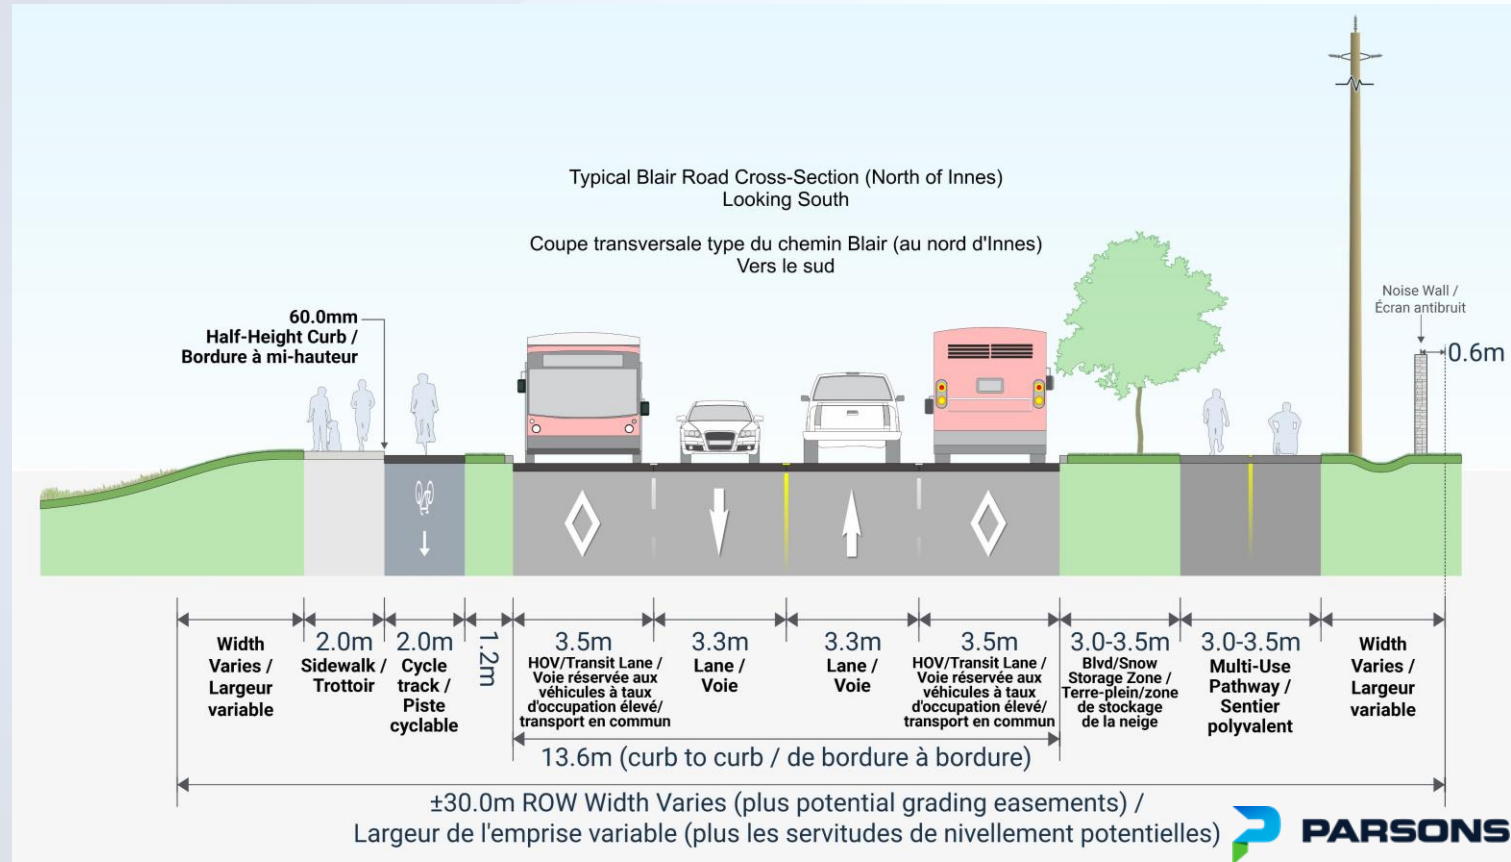 Typical Blair Road Cross-Section (North of Innes)
Looking South
Coupe transversale type du chemin Blair (au nord d'Innes)
Vers le sud
60.0mm
Half-Height Curb /
Bordure à mi-hauteur
Noise Wall /
Écran antibruit
0.6m
Width
Varies /
Largeur
variable
2.0m
Sidewalk /
Trottoir
2.0m
Cycle
track /
Piste
cyclable
1.2m
3.5m
HOV/Transit Lane /
Voie réservée aux
véhicules à taux
d'occupation élevé/
transport en commun
3.3m
Lane /
Voie
3.3m
Lane /
Voie
3.5m
HOV/Transit Lane /
Voie réservée aux
véhicules à taux
d'occupation élevé/
transport en commun
3.0-3.5m
Blvd/Snow
Storage Zone /
Terre-plein/zone
de stockage
de la neige
3.0-3.5m
Multi-Use
Pathway /
Sentier
polyvalent
Width
Varies /
Largeur
variable
13.6m (curb to curb / de bordure à bordure)
±30.0m ROW Width Varies (plus potential grading easements) /
Largeur de l'emprise variable (plus les servitudes de nivellement potentielles)
PARSONS